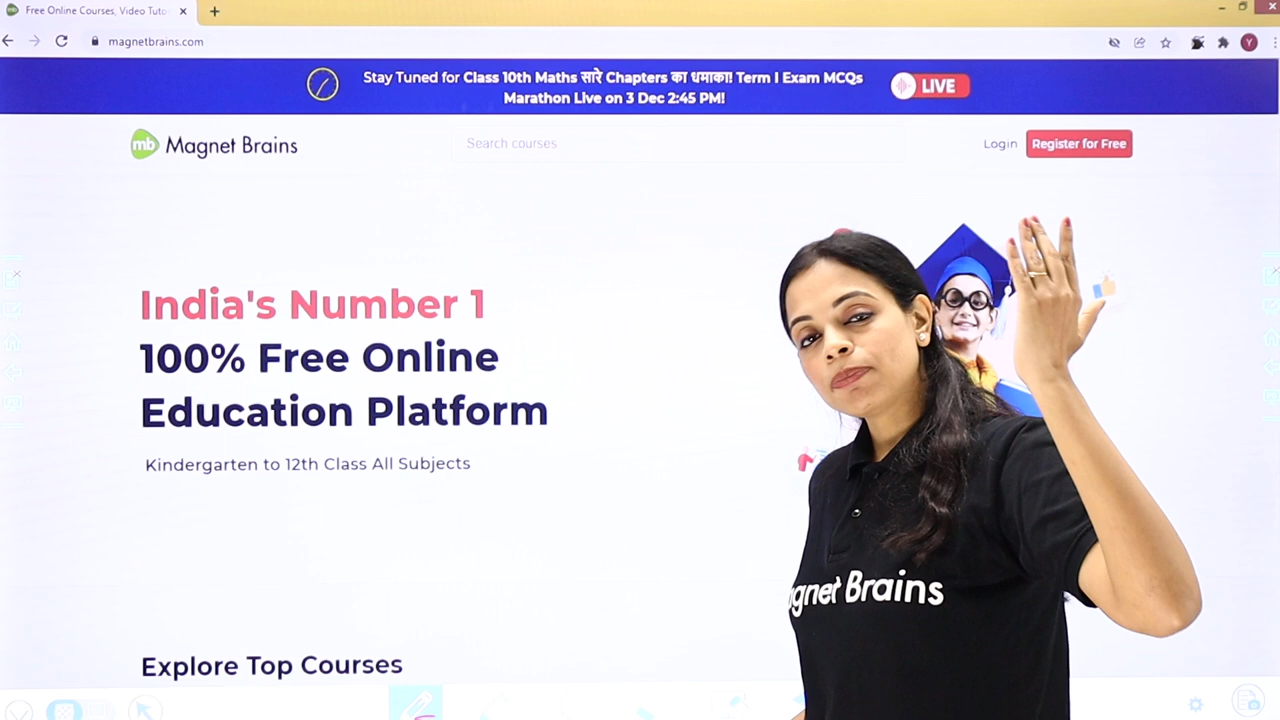 Free Online Courses, Video Tuto
magnetbrains.com
Y
Stay Tuned for Class 10th Maths सारे Chapters का धमाका! Term I Exam MCQs
Marathon Live on 3 Dec 2:45 PM!
LIVE
mb Magnet Brains
Search courses
Login
Register for Free
India's Number 1
100% Free Online
Education Platform
Kindergarten to 12th Class All Subjects
gnet Brains
Explore Top Courses